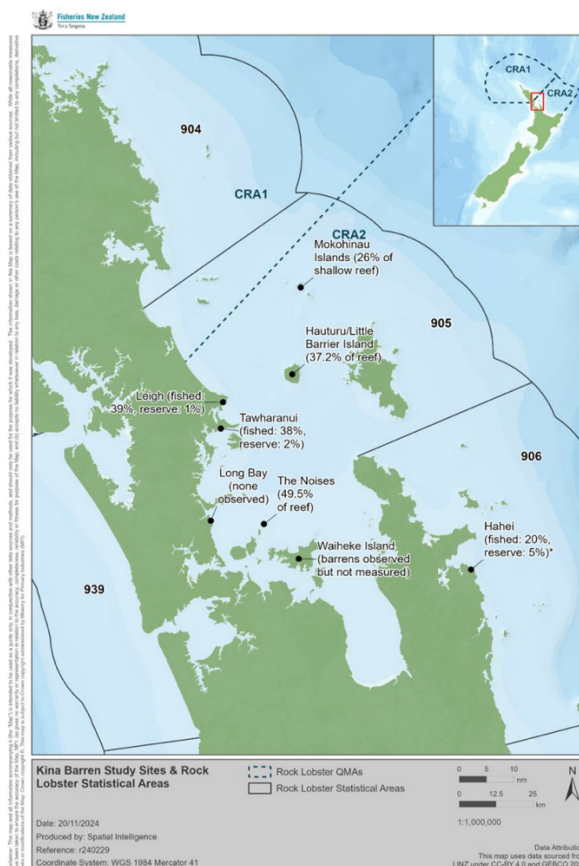 Fisheries New Zealand
Tini a Tangaroa
CRA1
CRA2
904
CRA1
CRA2
Mokohinau
Islands (26% of
shallow reef)
905
Hauturu/Little
Barrier Island
(37.2% of reef)
Leigh (fished:
39%, reserve: 1%)
Tawharanui
(fished: 38%,
reserve: 2%)
906
Long Bay
(none
observed)
The Noises
(49.5%
of reef)
Hahei
(fished: 20%,
reserve: 5%)*
Waiheke Island
(barrens observed
but not measured)
939
Kina Barren Study Sites & Rock
Lobster Statistical Areas
Date: 20/11/2024
Produced by: Spatial Intelligence
Reference: r240229
Coordinate System: WGS 1984 Mercator 41
Rock Lobster QMAs
Rock Lobster Statistical Areas
0 5 10
nm
0 12.5 25
km
N
1:1,000,000
Data Attributio
This map uses data sourced fro
LINZ under CC-BY 4.0 and GEBCO 20